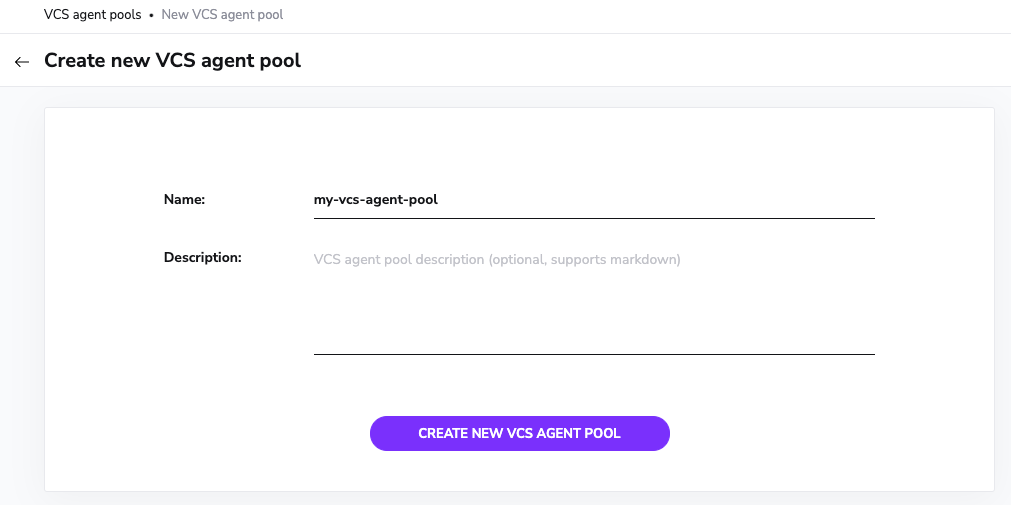 VCS agent pools • New VCS agent pool
Create new VCS agent pool
Name: my-vcs-agent-pool
Description: VCS agent pool description (optional, supports markdown)
CREATE NEW VCS AGENT POOL